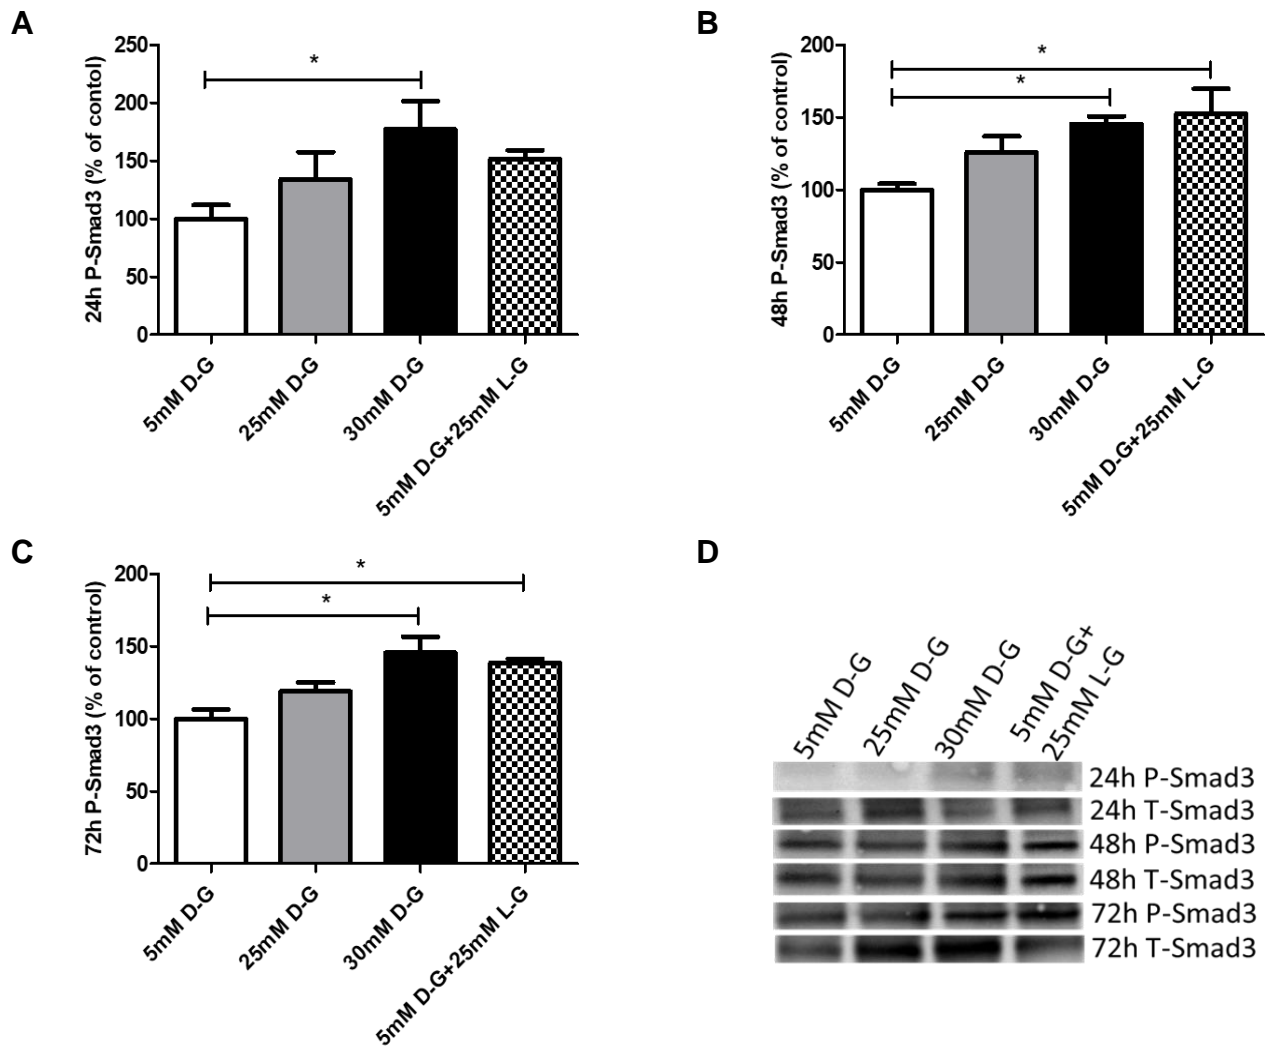 A
24h P-Smad3 (% of contol)
250
200
150
100
50
0
*
5mM D-G
25mM D-G
30mM D-G
5mM D-G+25mM L-G
B
48h P-Smad3 (% of control)
200
150
100
50
0
*
*
5mM D-G
25mM D-G
30mM D-G
5mM D-G+25mM L-G
C
72h P-Smad3 (% of control)
200
150
100
50
0
*
*
5mM D-G
25mM D-G
30mM D-G
5mM D-G+25mM L-G
D
5mM D-G
25mM D-G
30mM D-G
5mM D-G+
25mM L-G
24h P-Smad3
24h T-Smad3
48h P-Smad3
48h T-Smad3
72h P-Smad3
72h T-Smad3